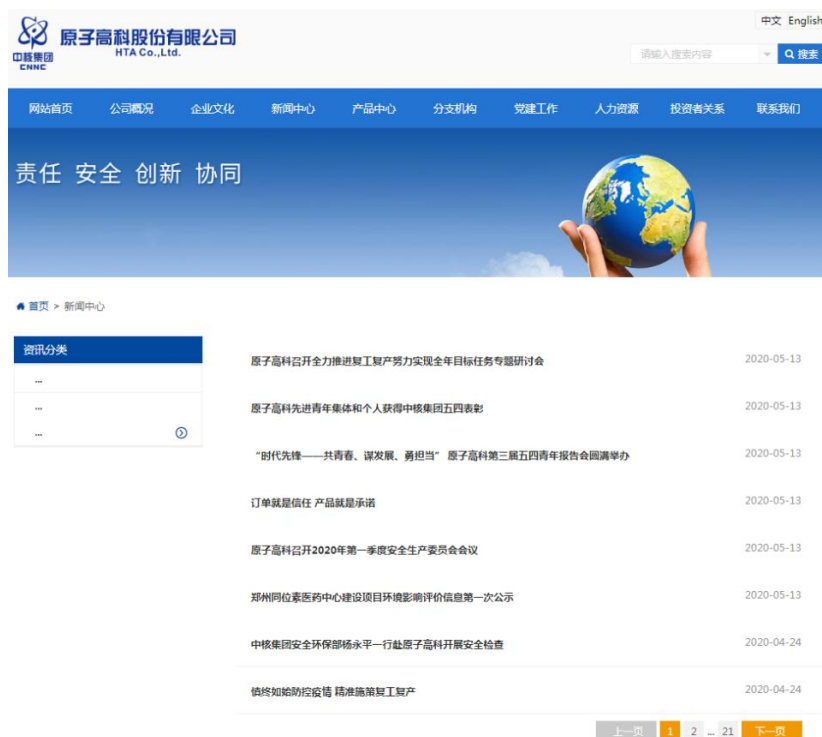 中文 English
中核集团
CNNC
原子高科股份有限公司
HTA Co.,Ltd.
请输入搜索内容 搜索
网站首页 公司概况 企业文化 新闻中心 产品中心 分支机构 党建工作 人力资源 投资者关系 联系我们
责任 安全 创新 协同
首页 > 新闻中心
资讯分类
...
...
...
原子高科召开全力推进复工复产努力实现全年目标任务专题研讨会 2020-05-13
原子高科先进青年集体和个人获得中核集团五四表彰 2020-05-13
“时代先锋——共青春、谋发展、勇担当” 原子高科第三届五四青年报告会圆满举办 2020-05-13
订单就是信任 产品就是承诺 2020-05-13
原子高科召开2020年第一季度安全生产委员会会议 2020-05-13
郑州同位素医药中心建设项目环境影响评价信息第一次公示 2020-05-13
中核集团安全环保部杨永平一行赴原子高科开展安全检查 2020-04-24
慎终如始防控疫情 精准施策复工复产 2020-04-24
上一页 1 2 ... 21 下一页